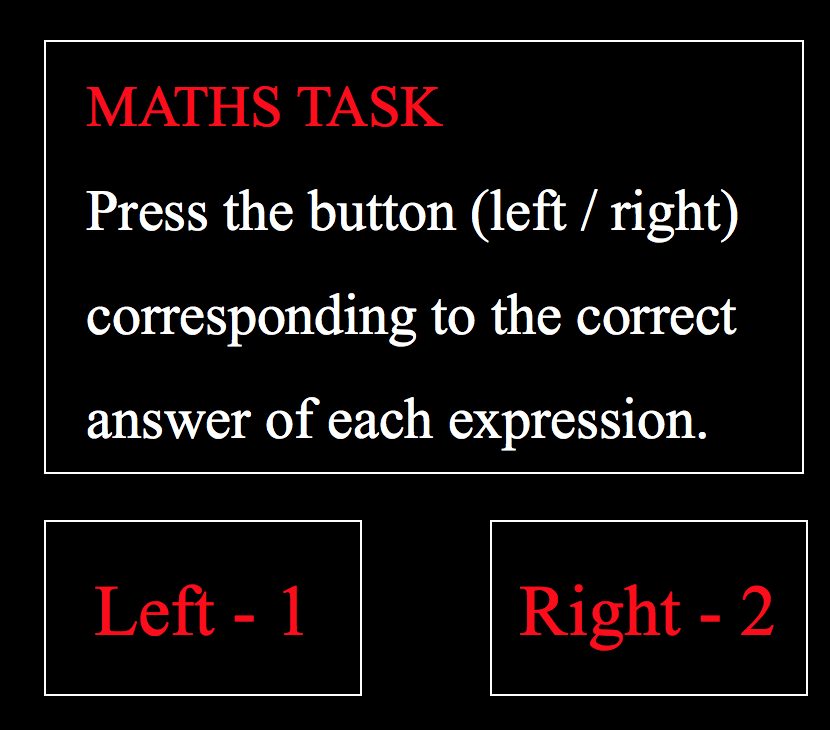 MATHS TASK
Press the button (left / right)
corresponding to the correct
answer of each expression.
Left - 1
Right - 2